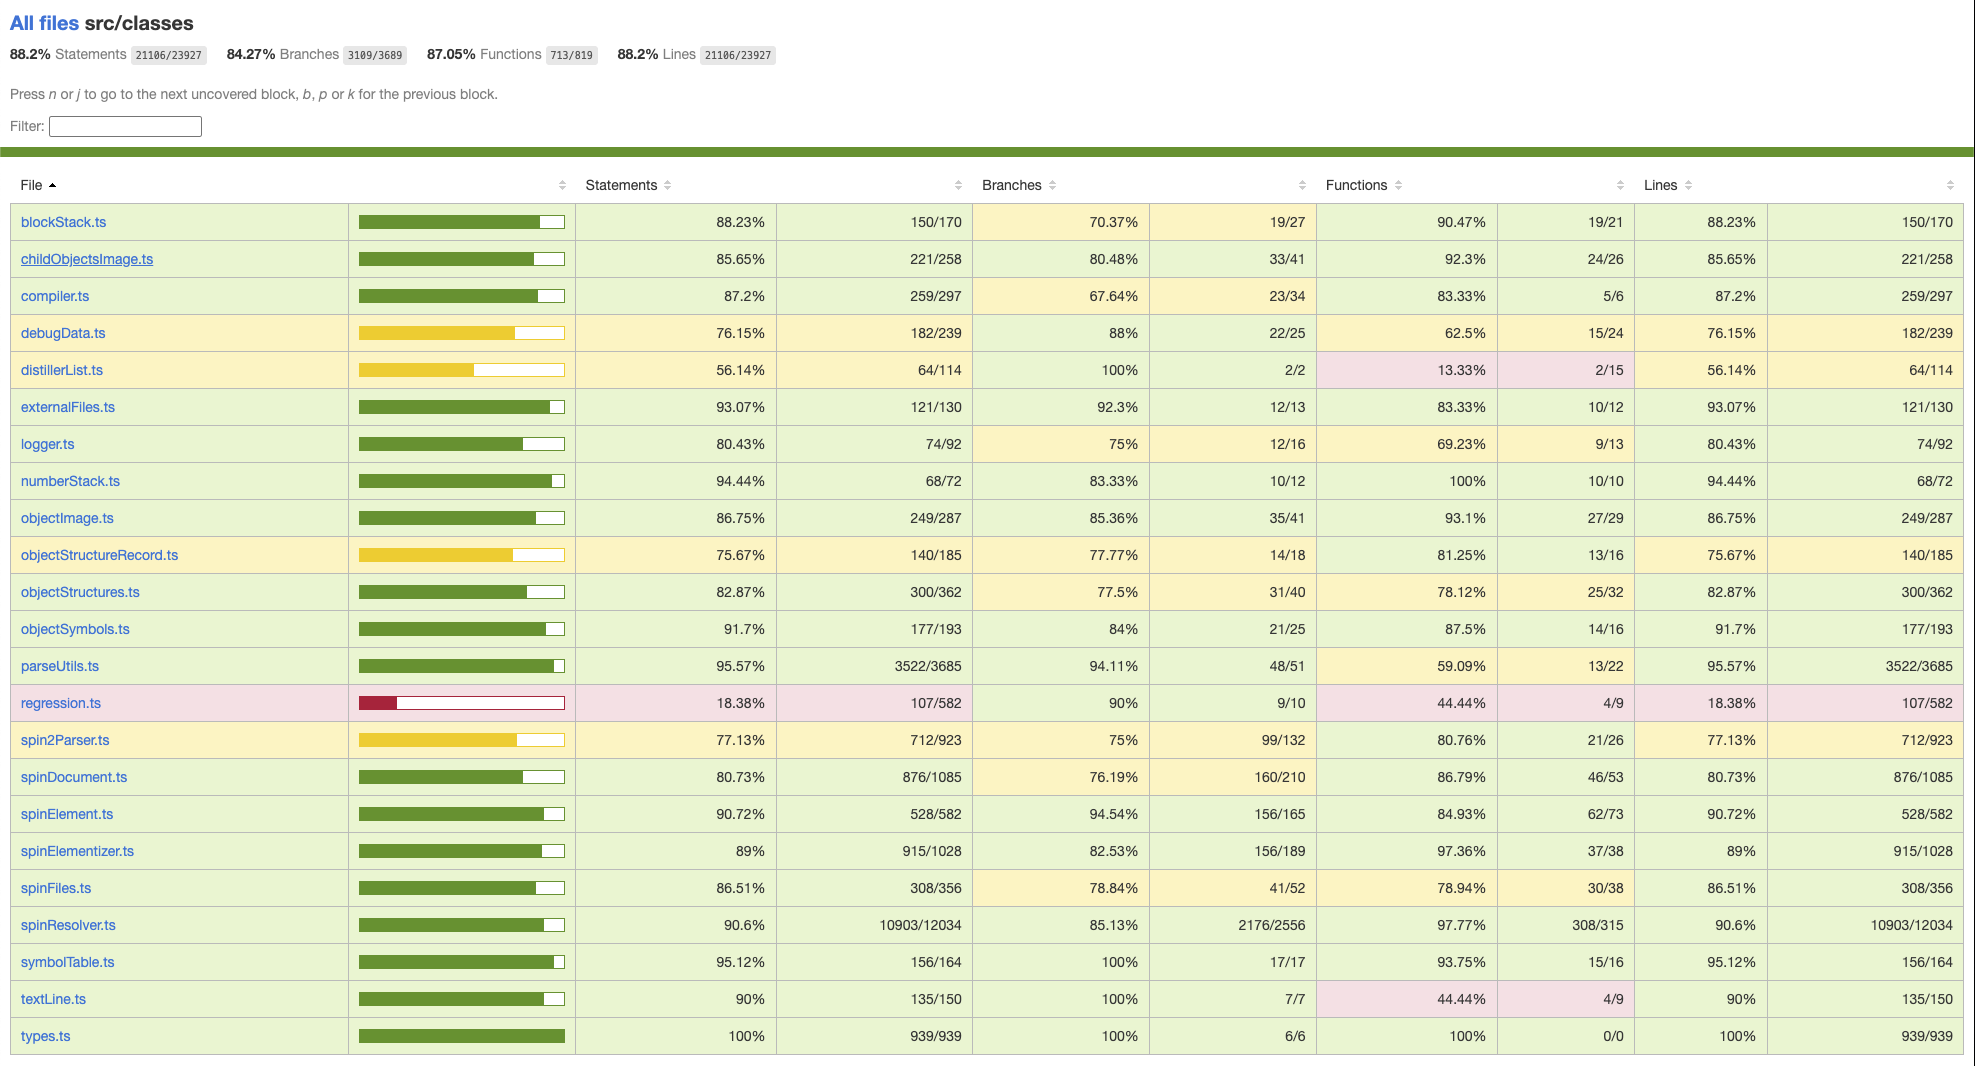 All files src/classes
88.2% Statements 21106/23927 84.27% Branches 3109/3689 87.05% Functions 713/819 88.2% Lines 21106/23927
Press n or j to go to the next uncovered block, b, p or k for the previous block.
Filter:
File Statements Branches Functions Lines
blockStack.ts 88.23% 150/170 70.37% 19/27 90.47% 19/21 88.23% 150/170
childObjectsImage.ts 85.65% 221/258 80.48% 33/41 92.3% 24/26 85.65% 221/258
compiler.ts 87.2% 259/297 67.64% 23/34 83.33% 5/6 87.2% 259/297
debugData.ts 76.15% 182/239 88% 22/25 62.5% 15/24 76.15% 182/239
distillerList.ts 56.14% 64/114 100% 2/2 13.33% 2/15 56.14% 64/114
externalFiles.ts 93.07% 121/130 92.3% 12/13 83.33% 10/12 93.07% 121/130
logger.ts 80.43% 74/92 75% 12/16 69.23% 9/13 80.43% 74/92
numberStack.ts 94.44% 68/72 83.33% 10/12 100% 10/10 94.44% 68/72
objectImage.ts 86.75% 249/287 85.36% 35/41 93.1% 27/29 86.75% 249/287
objectStructureRecord.ts 75.67% 140/185 77.77% 14/18 81.25% 13/16 75.67% 140/185
objectStructures.ts 82.87% 300/362 77.5% 31/40 78.12% 25/32 82.87% 300/362
objectSymbols.ts 91.7% 177/193 84% 21/25 87.5% 14/16 91.7% 177/193
parseUtils.ts 95.57% 3522/3685 94.11% 48/51 59.09% 13/22 95.57% 3522/3685
regression.ts 18.38% 107/582 90% 9/10 44.44% 4/9 18.38% 107/582
spin2Parser.ts 77.13% 712/923 75% 99/132 80.76% 21/26 77.13% 712/923
spinDocument.ts 80.73% 876/1085 76.19% 160/210 86.79% 46/53 80.73% 876/1085
spinElement.ts 90.72% 528/582 94.54% 156/165 84.93% 62/73 90.72% 528/582
spinElementizer.ts 89% 915/1028 82.53% 156/189 97.36% 37/38 89% 915/1028
spinFiles.ts 86.51% 308/356 78.84% 41/52 78.94% 30/38 86.51% 308/356
spinResolver.ts 90.6% 10903/12034 85.13% 2176/2556 97.77% 308/315 90.6% 10903/12034
symbolTable.ts 95.12% 156/164 100% 17/17 93.75% 15/16 95.12% 156/164
textLine.ts 90% 135/150 100% 7/7 44.44% 4/9 90% 135/150
types.ts 100% 939/939 100% 6/6 100% 0/0 100% 939/939